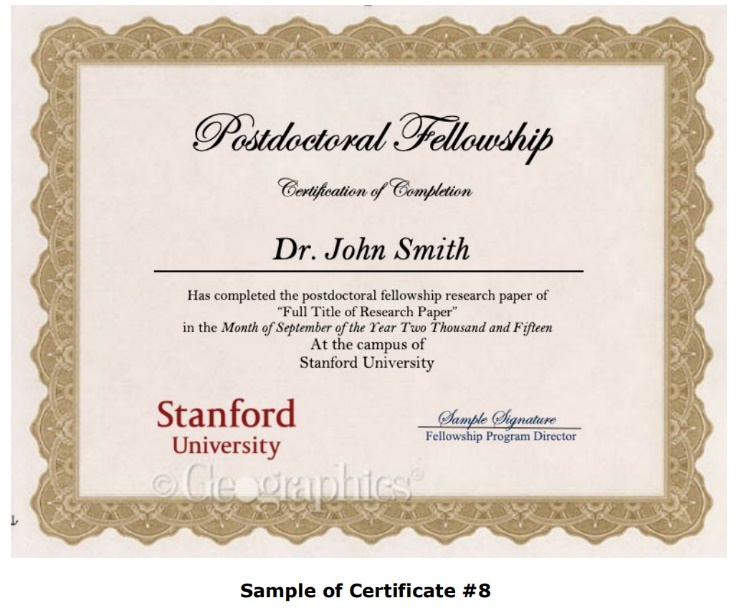 Postdoctoral Fellowship
Certification of Completion
Dr. John Smith
Has completed the postdoctoral fellowship research paper of
"Full Title of Research Paper"
in the Month of September of the Year Two Thousand and Fifteen
At the campus of
Stanford University
Stanford
University
Sample Signature
Fellowship Program Director
© Geographics®
Sample of Certificate #8